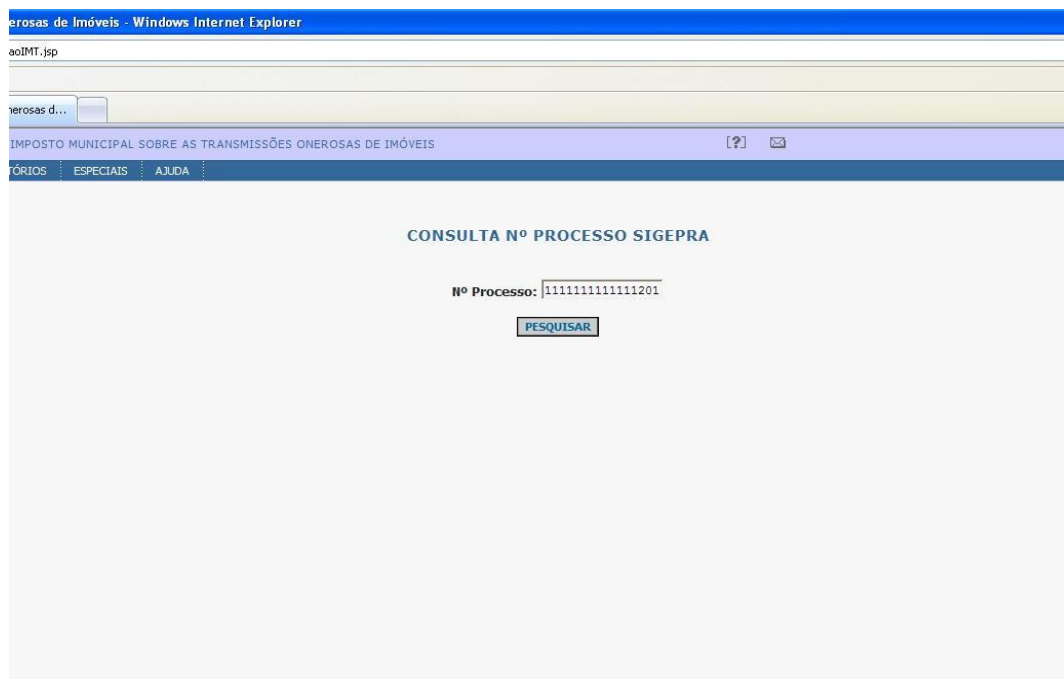 erosas de Imóveis - Windows Internet Explorer
aoIMT.jsp
nerosas d...
IMPOSTO MUNICIPAL SOBRE AS TRANSMISSÕES ONEROSAS DE IMÓVEIS [?]
TÓRIOS ESPECIAIS AJUDA
CONSULTA Nº PROCESSO SIGEPRA
Nº Processo: 1111111111111201
PESQUISAR